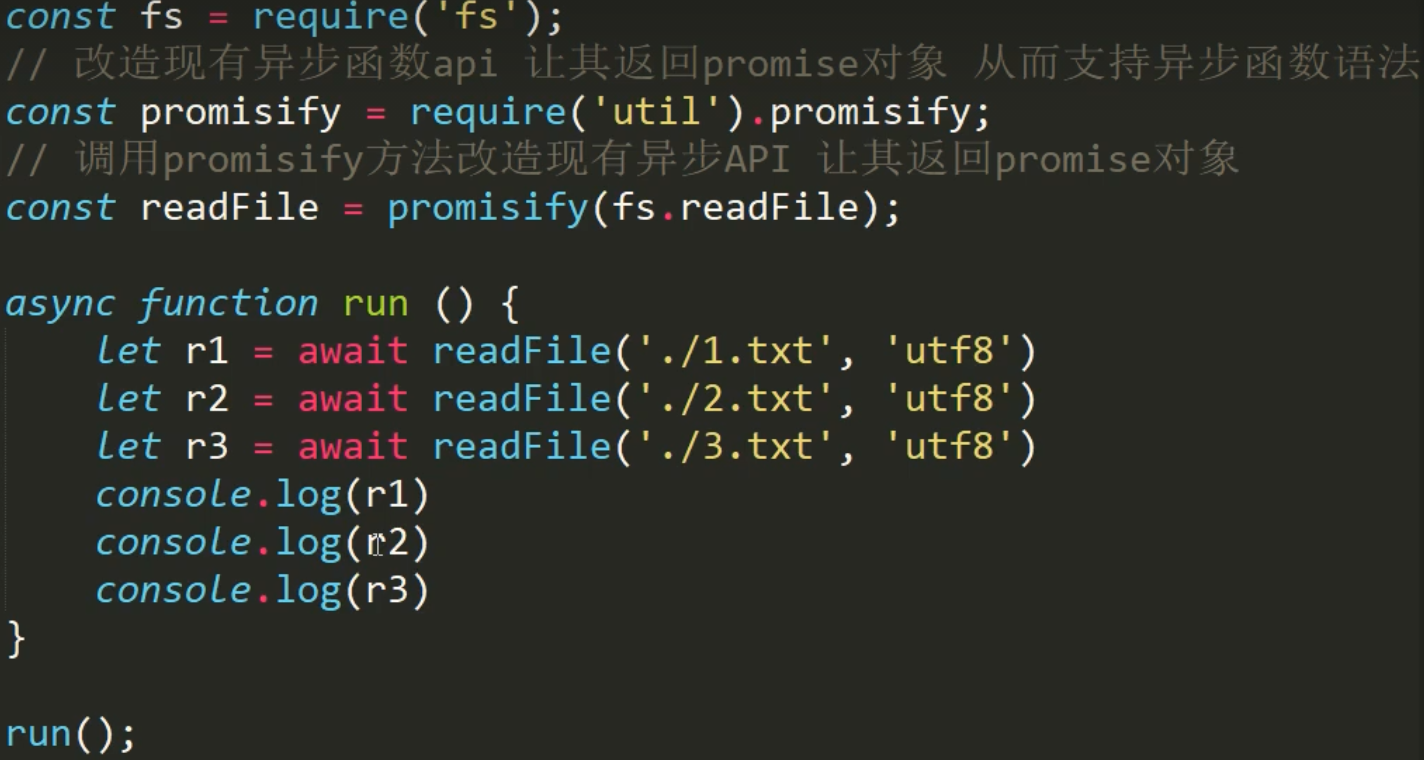 const fs = require('fs');
// 改造现有异步函数api 让其返回promise对象 从而支持异步函数语法
const promisify = require('util').promisify;
// 调用promisify方法改造现有异步API 让其返回promise对象
const readFile = promisify(fs.readFile);
async function run () {
let r1 = await readFile('./1.txt', 'utf8')
let r2 = await readFile('./2.txt', 'utf8')
let r3 = await readFile('./3.txt', 'utf8')
console.log(r1)
console.log(r2)
console.log(r3)
}
run();